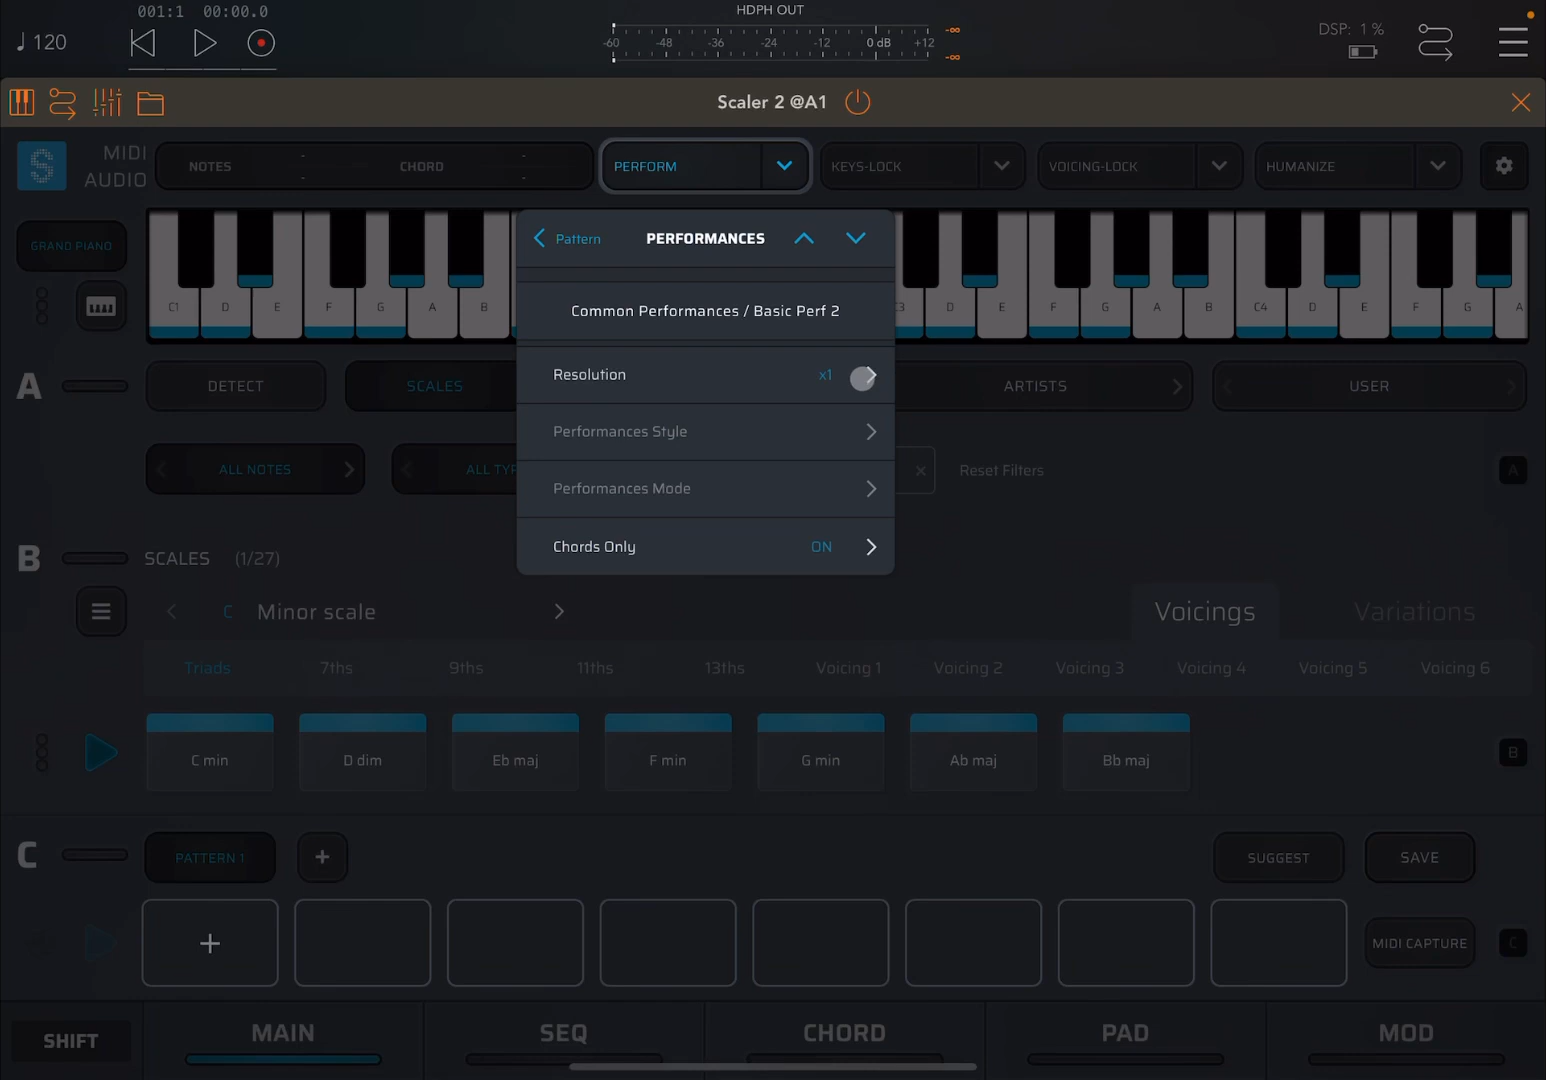 001:1 00:00.0
HDPH OUT
♩ 120
-60 -48 -36 -24 -12 0 dB +12
-∞
-∞
DSP: 1 %
Scaler 2 @A1
S
MIDI
AUDIO
NOTES - - CHORD - -
PERFORM
KEYS-LOCK
VOICING-LOCK
HUMANIZE
GRAND PIANO
Pattern
PERFORMANCES
C1 D E F G A B
C3 D E F G A B C4 D E F G A
Common Performances / Basic Perf 2
Resolution x1
Performances Style
Performances Mode
Chords Only ON
A
DETECT
SCALES
ARTISTS
USER
ALL NOTES
ALL TYP
×
Reset Filters
A
B
SCALES (1/27)
C Minor scale
Voicings
Variations
Triads 7ths 9ths 11ths 13ths Voicing 1 Voicing 2 Voicing 3 Voicing 4 Voicing 5 Voicing 6
C min D dim Eb maj F min G min Ab maj Bb maj
B
C
PATTERN 1
+
SUGGEST
SAVE
+
MIDI CAPTURE
C
SHIFT
MAIN
SEQ
CHORD
PAD
MOD